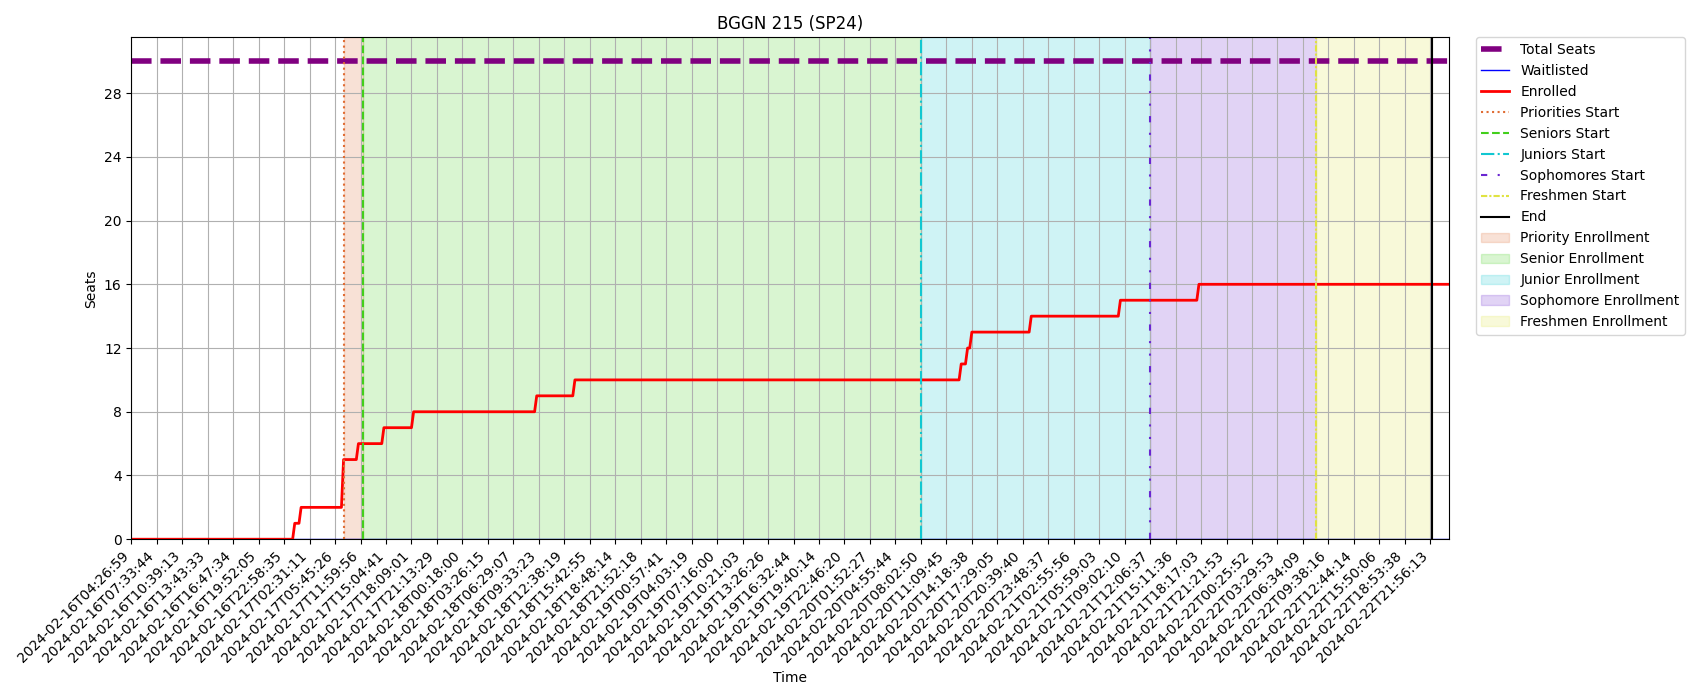 BGGN 215 (SP24)
Total Seats
Waitlisted
Enrolled
Priorities Start
Seniors Start
Juniors Start
Sophomores Start
Freshmen Start
End
Priority Enrollment
Senior Enrollment
Junior Enrollment
Sophomore Enrollment
Freshmen Enrollment
Seats
28
24
20
16
12
8
4
0
2024-02-16T04:26:59
2024-02-16T07:33:44
2024-02-16T10:39:13
2024-02-16T13:43:33
2024-02-16T16:47:34
2024-02-16T19:52:05
2024-02-16T22:58:35
2024-02-17T02:31:11
2024-02-17T05:45:26
2024-02-17T11:59:56
2024-02-17T15:04:41
2024-02-17T18:09:01
2024-02-17T21:13:29
2024-02-18T00:18:00
2024-02-18T03:26:15
2024-02-18T06:29:07
2024-02-18T09:33:23
2024-02-18T12:38:19
2024-02-18T15:42:55
2024-02-18T18:48:14
2024-02-18T21:52:18
2024-02-19T00:57:41
2024-02-19T04:03:19
2024-02-19T07:16:00
2024-02-19T10:21:03
2024-02-19T13:26:26
2024-02-19T16:32:44
2024-02-19T19:40:14
2024-02-19T22:46:20
2024-02-20T01:52:27
2024-02-20T04:55:44
2024-02-20T08:02:50
2024-02-20T11:09:45
2024-02-20T14:18:38
2024-02-20T17:29:05
2024-02-20T20:39:40
2024-02-20T23:48:37
2024-02-21T02:55:56
2024-02-21T05:59:03
2024-02-21T09:02:10
2024-02-21T12:06:37
2024-02-21T15:11:36
2024-02-21T18:17:03
2024-02-21T21:21:53
2024-02-22T00:25:52
2024-02-22T03:29:53
2024-02-22T06:34:09
2024-02-22T09:38:16
2024-02-22T12:44:14
2024-02-22T15:50:06
2024-02-22T18:53:38
2024-02-22T21:56:13
Time